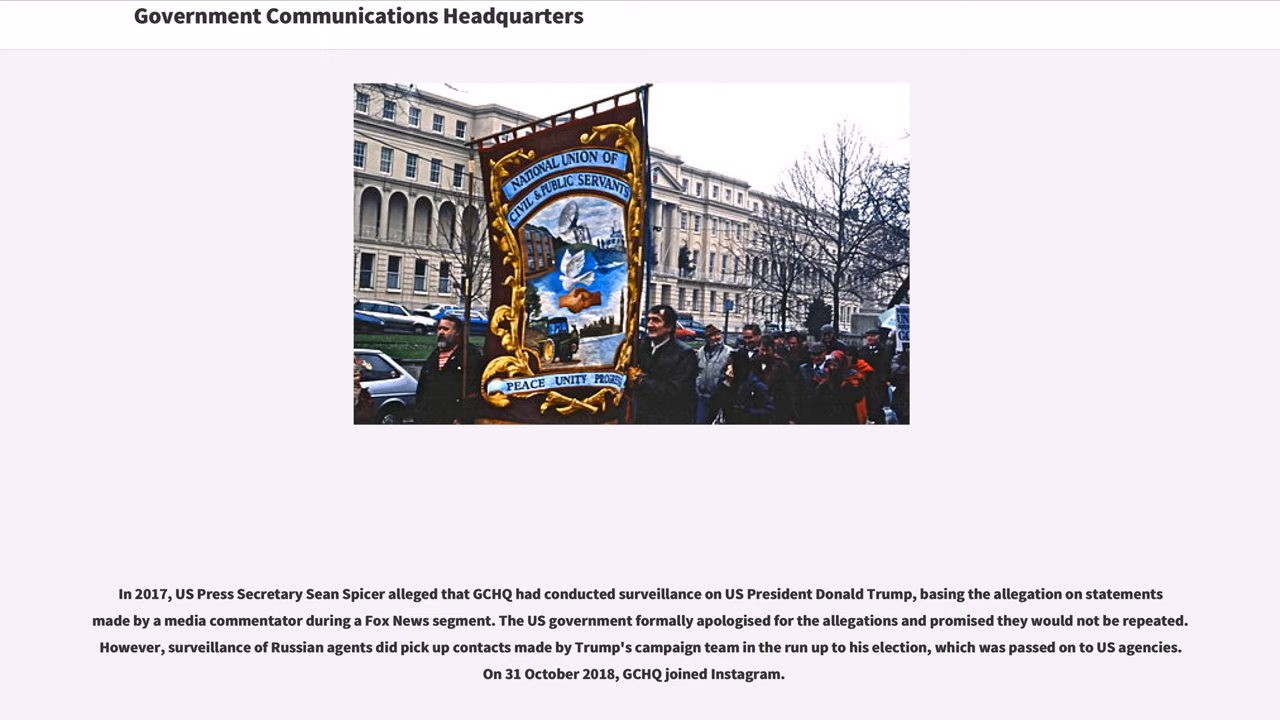 Government Communications Headquarters
NATIONAL UNION OF
CIVIL & PUBLIC SERVANTS
PEACE UNITY PROGRESS
In 2017, US Press Secretary Sean Spicer alleged that GCHQ had conducted surveillance on US President Donald Trump, basing the allegation on statements
made by a media commentator during a Fox News segment. The US government formally apologised for the allegations and promised they would not be repeated.
However, surveillance of Russian agents did pick up contacts made by Trump's campaign team in the run up to his election, which was passed on to US agencies.
On 31 October 2018, GCHQ joined Instagram.